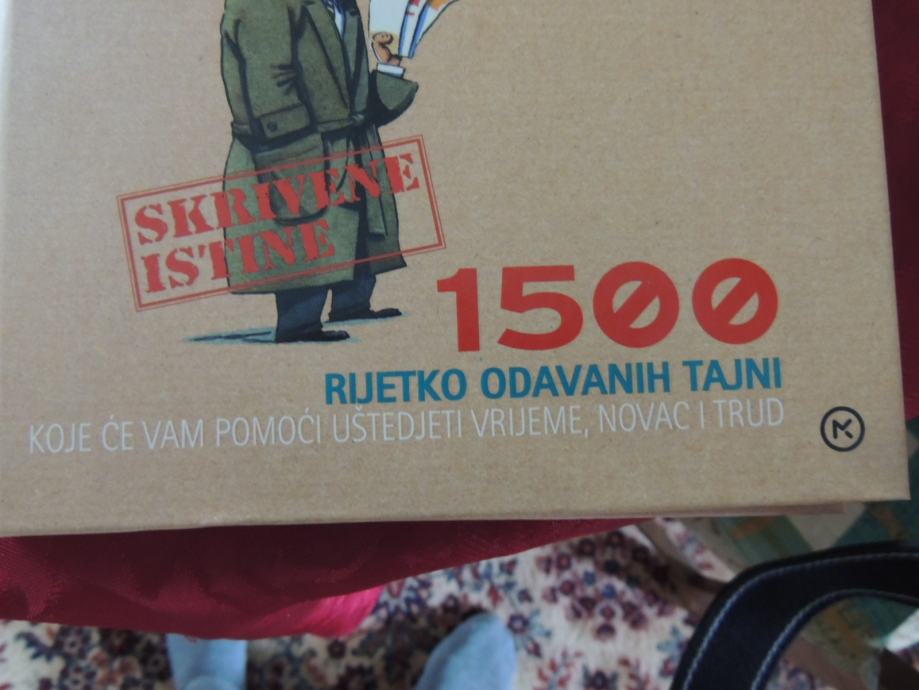 SKRIVENE
ISTINE
1500
RIJETKO ODAVANIH TAJNI
KOJE ĆE VAM POMOĆI UŠTEDJETI VRIJEME, NOVAC I TRUD